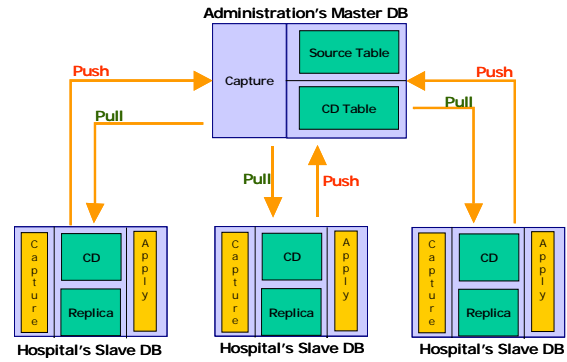 Administration's Master DB
Source Table
Capture
CD Table
Push
Pull
Pull
Push
Push
Pull
Capture
CD
Replica
Apply
Hospital's Slave DB
Capture
CD
Replica
Apply
Hospital's Slave DB
Capture
CD
Replica
Apply
Hospital's Slave DB